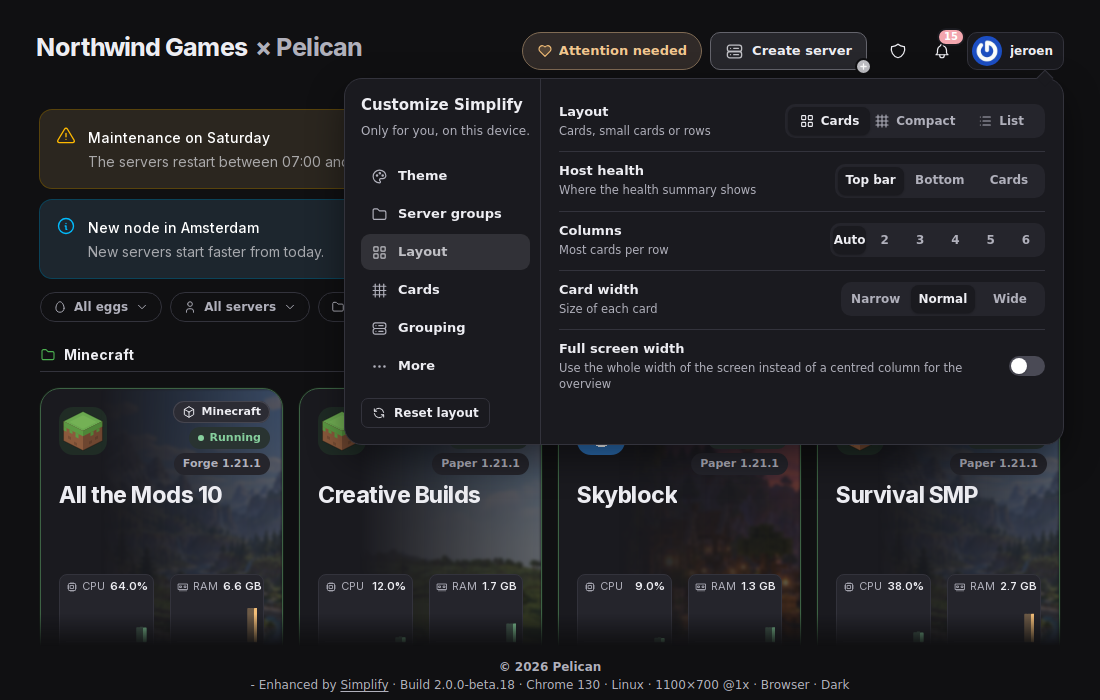 Northwind Games × Pelican
Attention needed
Create server
15
jeroen
Maintenance on Saturday
The servers restart between 07:00 and
New node in Amsterdam
New servers start faster from today.
All eggs
All servers
Minecraft
Customize Simplify
Only for you, on this device.
Theme
Server groups
Layout
Cards
Grouping
More
Reset layout
Layout
Cards, small cards or rows
Cards
Compact
List
Host health
Where the health summary shows
Top bar
Bottom
Cards
Columns
Most cards per row
Auto 2 3 4 5 6
Card width
Size of each card
Narrow
Normal
Wide
Full screen width
Use the whole width of the screen instead of a centred column for the
overview
Minecraft
Running
Forge 1.21.1
All the Mods 10
CPU 64.0%
RAM 6.6 GB
Paper 1.21.1
Creative Builds
CPU 12.0%
RAM 1.7 GB
Paper 1.21.1
Skyblock
CPU 9.0%
RAM 1.3 GB
Paper 1.21.1
Survival SMP
CPU 38.0%
RAM 2.7 GB
© 2026 Pelican
- Enhanced by Simplify · Build 2.0.0-beta.18 · Chrome 130 · Linux · 1100×700 @1x · Browser · Dark